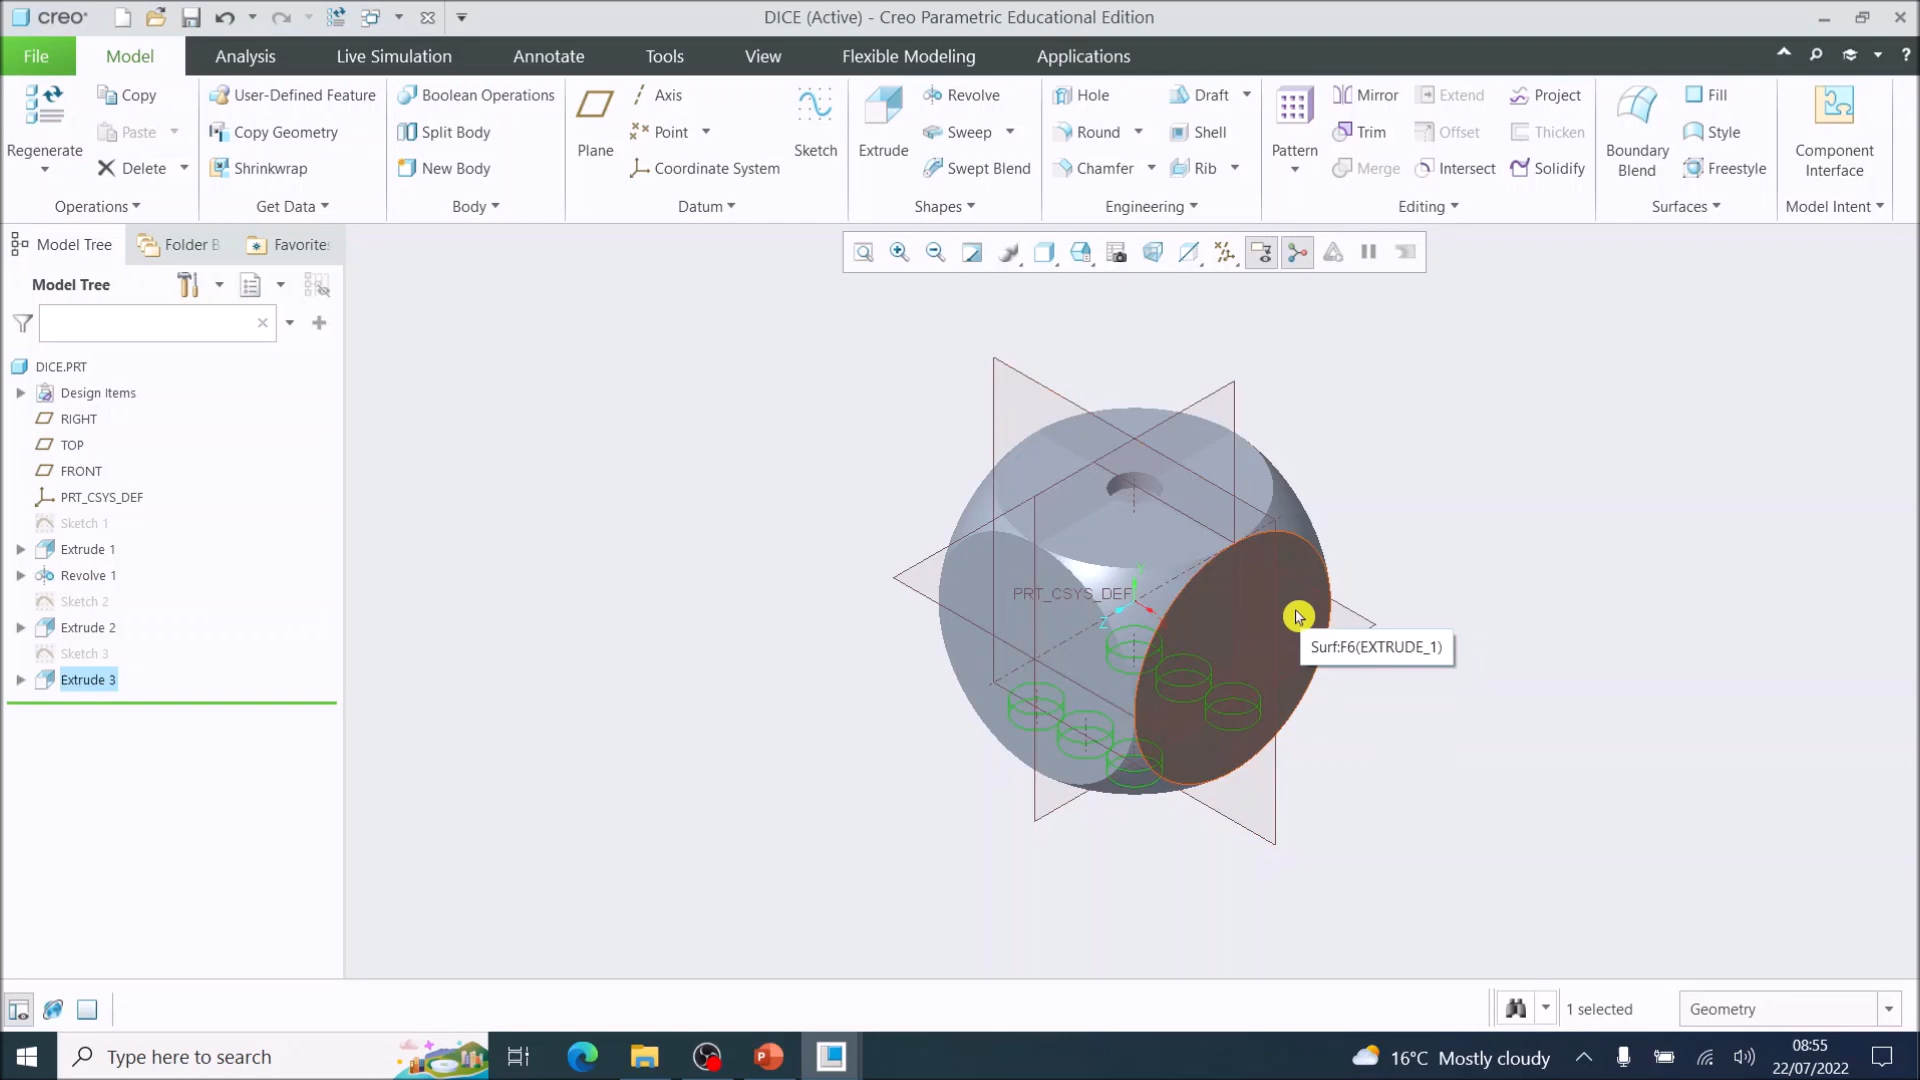 creo
DICE (Active) - Creo Parametric Educational Edition
File
Model
Analysis
Live Simulation
Annotate
Tools
View
Flexible Modeling
Applications
?
Regenerate
Copy
Paste
Delete
Operations
User-Defined Feature
Copy Geometry
Shrinkwrap
Get Data
Boolean Operations
Split Body
New Body
Body
Plane
Axis
Point
Coordinate System
Sketch
Datum
Extrude
Revolve
Sweep
Swept Blend
Shapes
Hole
Round
Chamfer
Draft
Shell
Rib
Engineering
Pattern
Mirror
Trim
Merge
Extend
Offset
Intersect
Project
Thicken
Solidify
Editing
Boundary
Blend
Fill
Style
Freestyle
Surfaces
Component
Interface
Model Intent
Model Tree
Folder B
Favorites
Model Tree
DICE.PRT
Design Items
RIGHT
TOP
FRONT
PRT_CSYS_DEF
Sketch 1
Extrude 1
Revolve 1
Sketch 2
Extrude 2
Sketch 3
Extrude 3
Y
PRT_CSYS_DEF
Z
Surf:F6(EXTRUDE_1)
1 selected
Geometry
Type here to search
16°C Mostly cloudy
08:55
22/07/2022